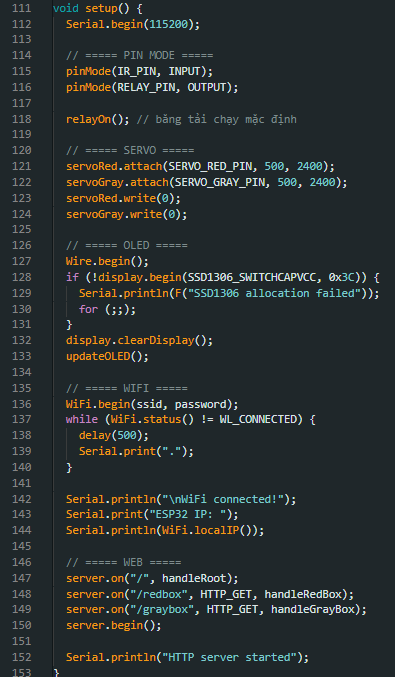 111 void setup() {
112 Serial.begin(115200);
113
114 // ===== PIN MODE =====
115 pinMode(IR_PIN, INPUT);
116 pinMode(RELAY_PIN, OUTPUT);
117
118 relayOn(); // băng tải chạy mặc định
119
120 // ===== SERVO =====
121 servoRed.attach(SERVO_RED_PIN, 500, 2400);
122 servoGray.attach(SERVO_GRAY_PIN, 500, 2400);
123 servoRed.write(0);
124 servoGray.write(0);
125
126 // ===== OLED =====
127 Wire.begin();
128 if (!display.begin(SSD1306_SWITCHCAPVCC, 0x3C)) {
129 Serial.println(F("SSD1306 allocation failed"));
130 for (;;);
131 }
132 display.clearDisplay();
133 updateOLED();
134
135 // ===== WIFI =====
136 WiFi.begin(ssid, password);
137 while (WiFi.status() != WL_CONNECTED) {
138 delay(500);
139 Serial.print(".");
140 }
141
142 Serial.println("\nWiFi connected!");
143 Serial.print("ESP32 IP: ");
144 Serial.println(WiFi.localIP());
145
146 // ===== WEB =====
147 server.on("/", handleRoot);
148 server.on("/redbox", HTTP_GET, handleRedBox);
149 server.on("/graybox", HTTP_GET, handleGrayBox);
150 server.begin();
151
152 Serial.println("HTTP server started");
153 }